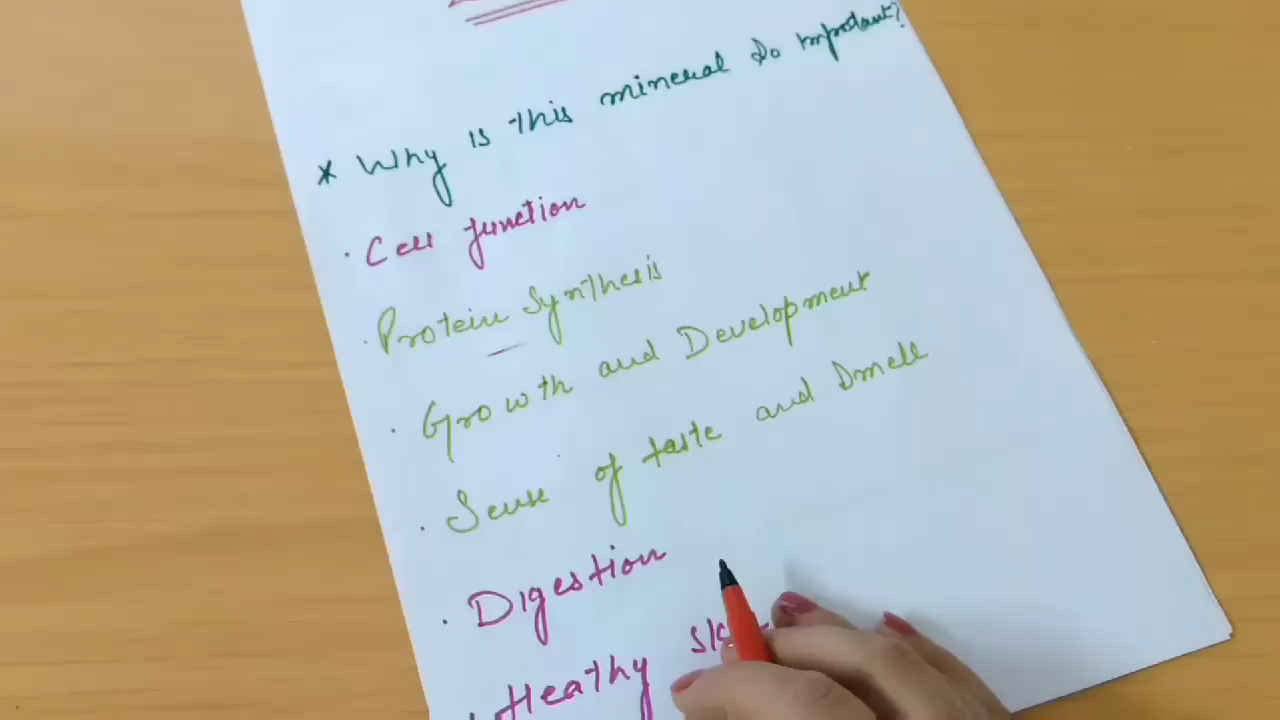 * Why is this mineral So Important?
· Cell function
· Protein Synthesis
· Growth and Development
· Sense of taste and Smell
· Digestion
· Heathy